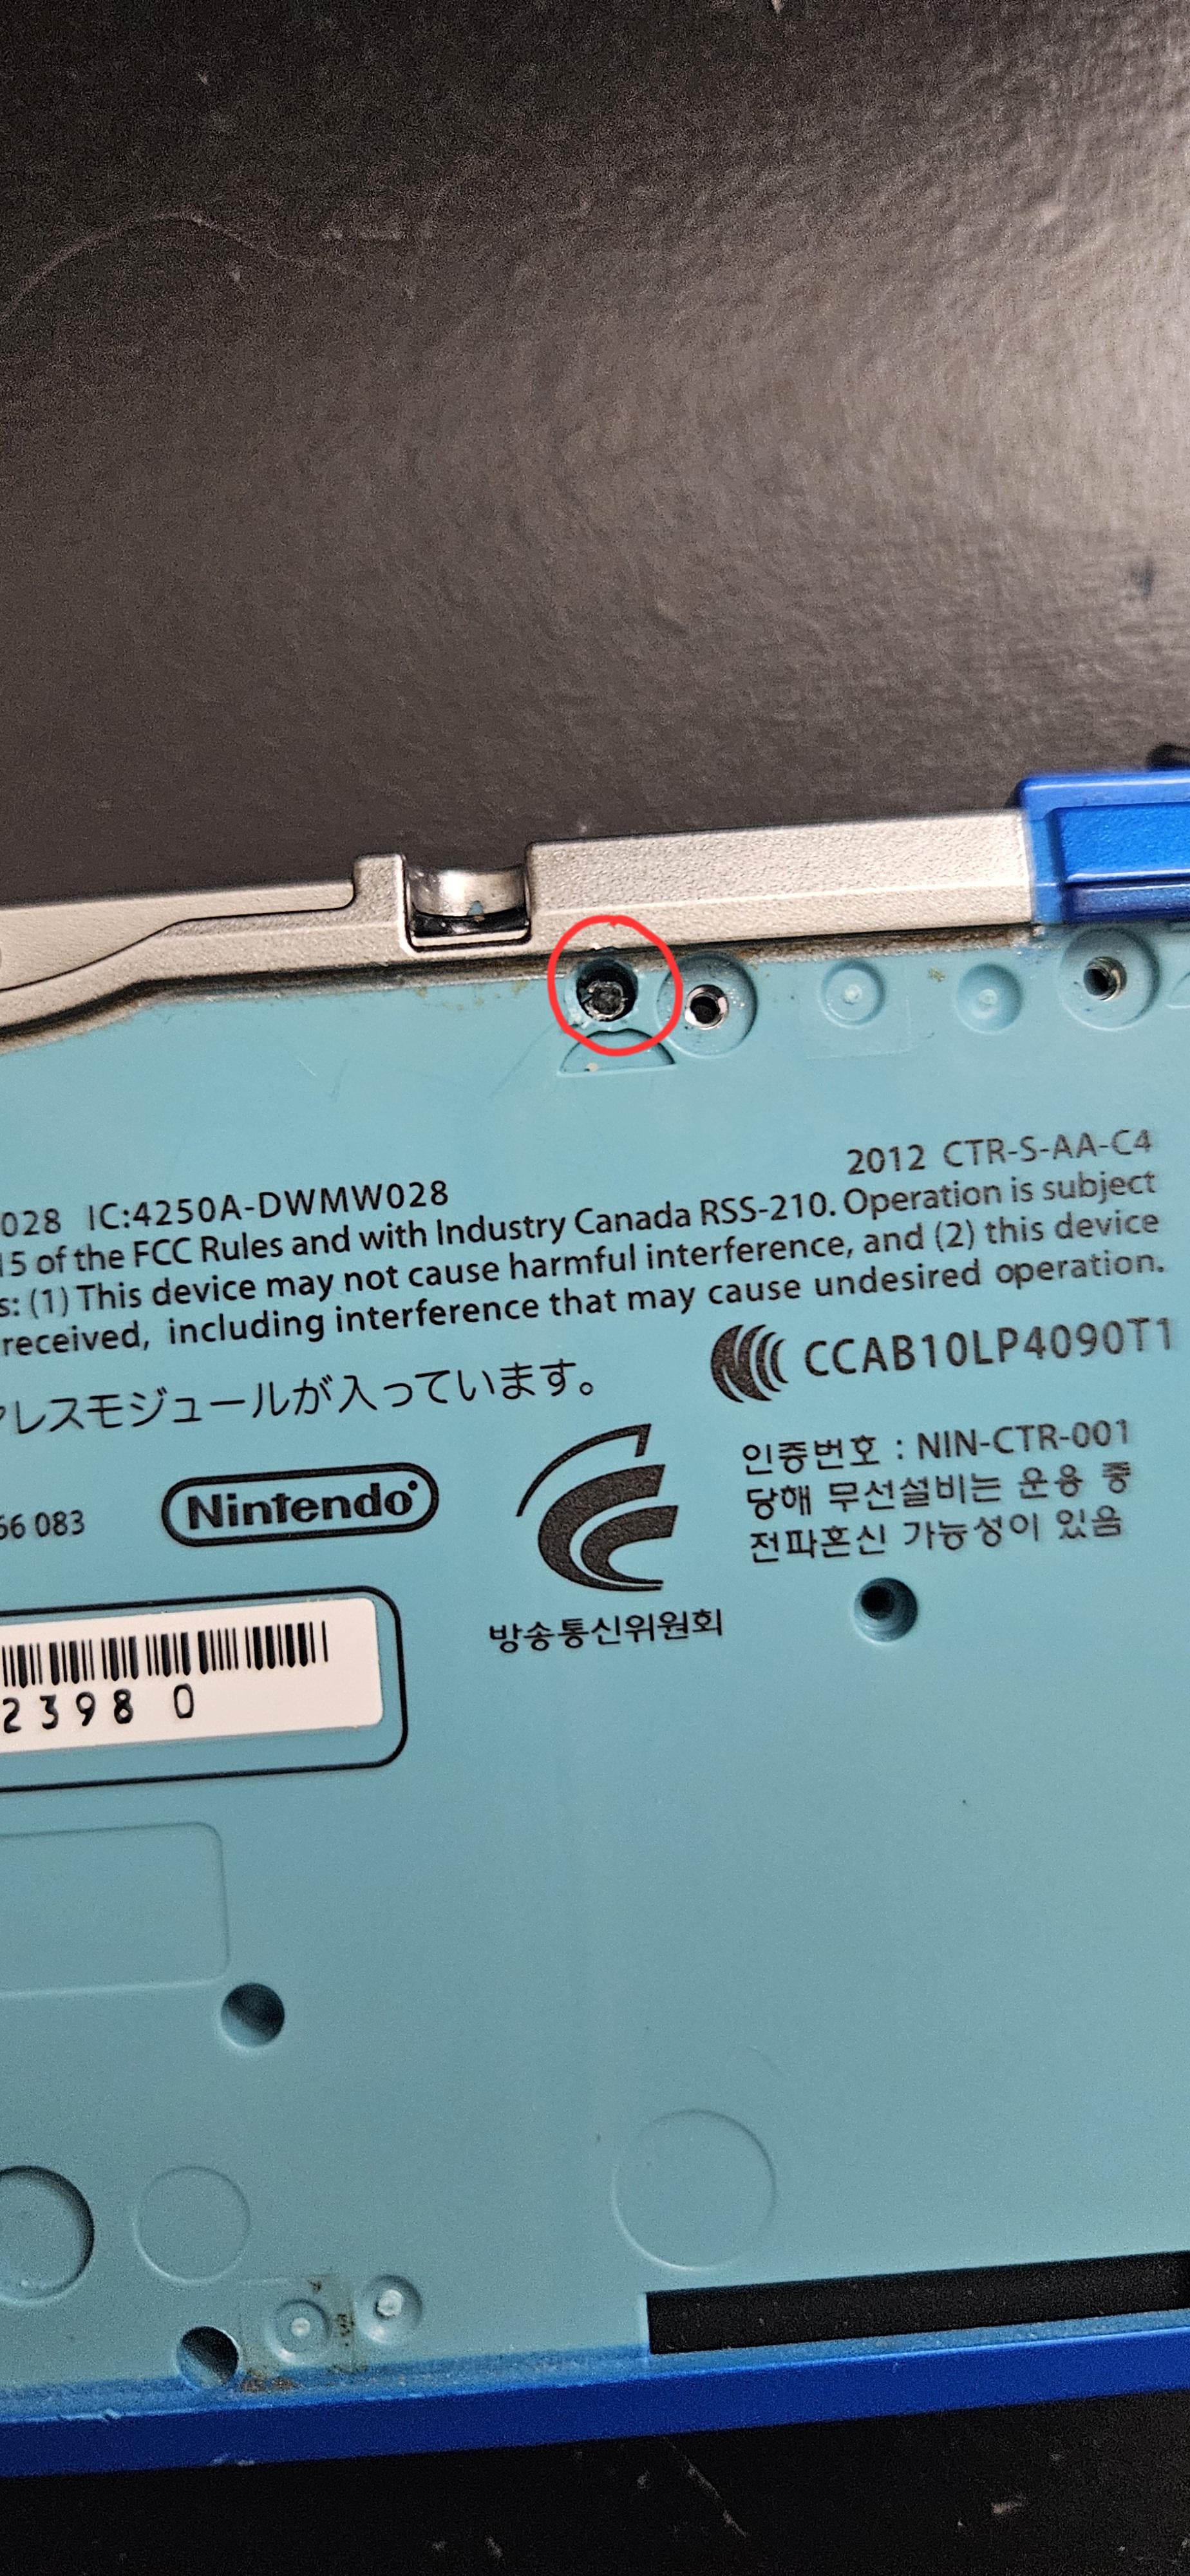 2012 CTR-S-AA-C4
028 IC:4250A-DWMW028
15 of the FCC Rules and with Industry Canada RSS-210. Operation is subject
s: (1) This device may not cause harmful interference, and (2) this device
received, including interference that may cause undesired operation.
CCAB10LP4090T1
レスモジュールが入っています。
인증번호 : NIN-CTR-001
당해 무선설비는 운용 중
전파혼신 가능성이 있음
66 083
Nintendo
방송통신위원회
2398 0